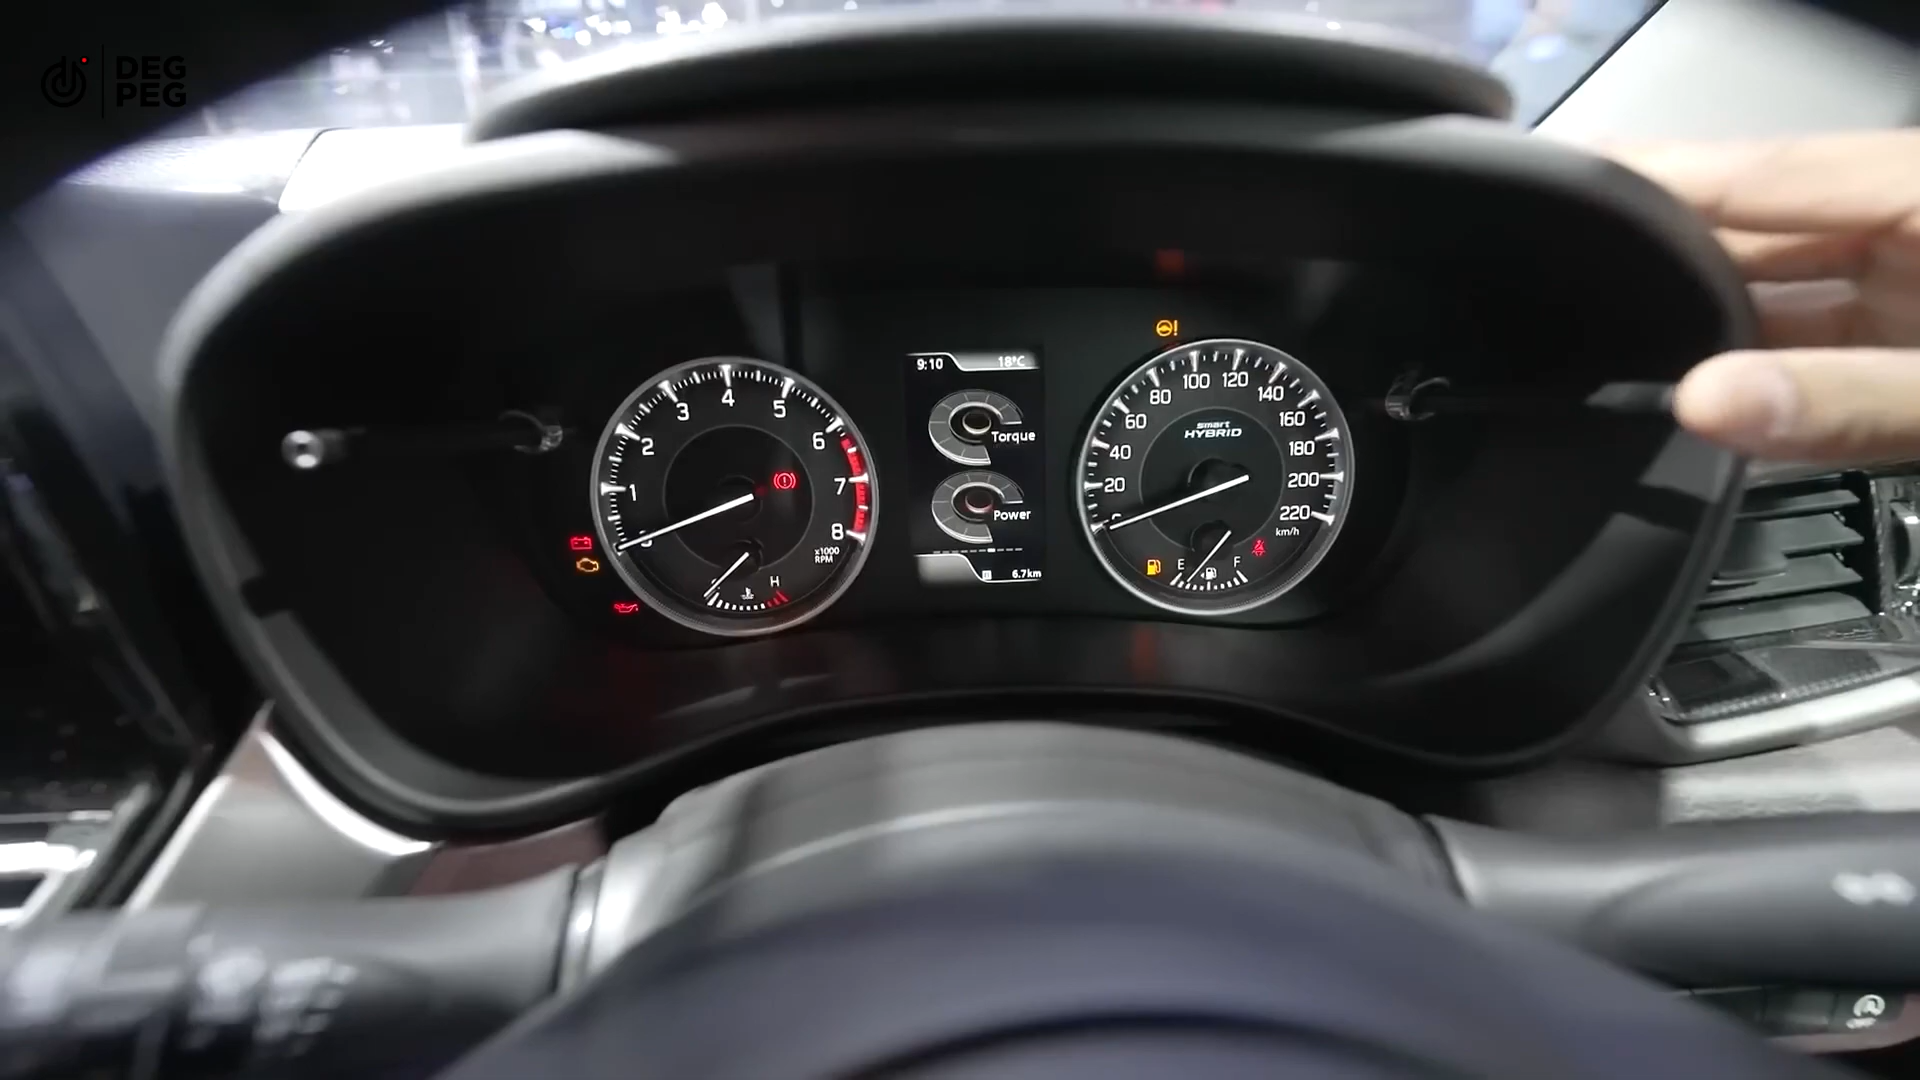 DEG
PEG
9:10
18°C
Torque
Power
6.7km
1
2
3
4
5
6
7
8
x1000
RPM
H
smart
HYBRID
20
40
60
80
100
120
140
160
180
200
220
km/h
E
F
OFF